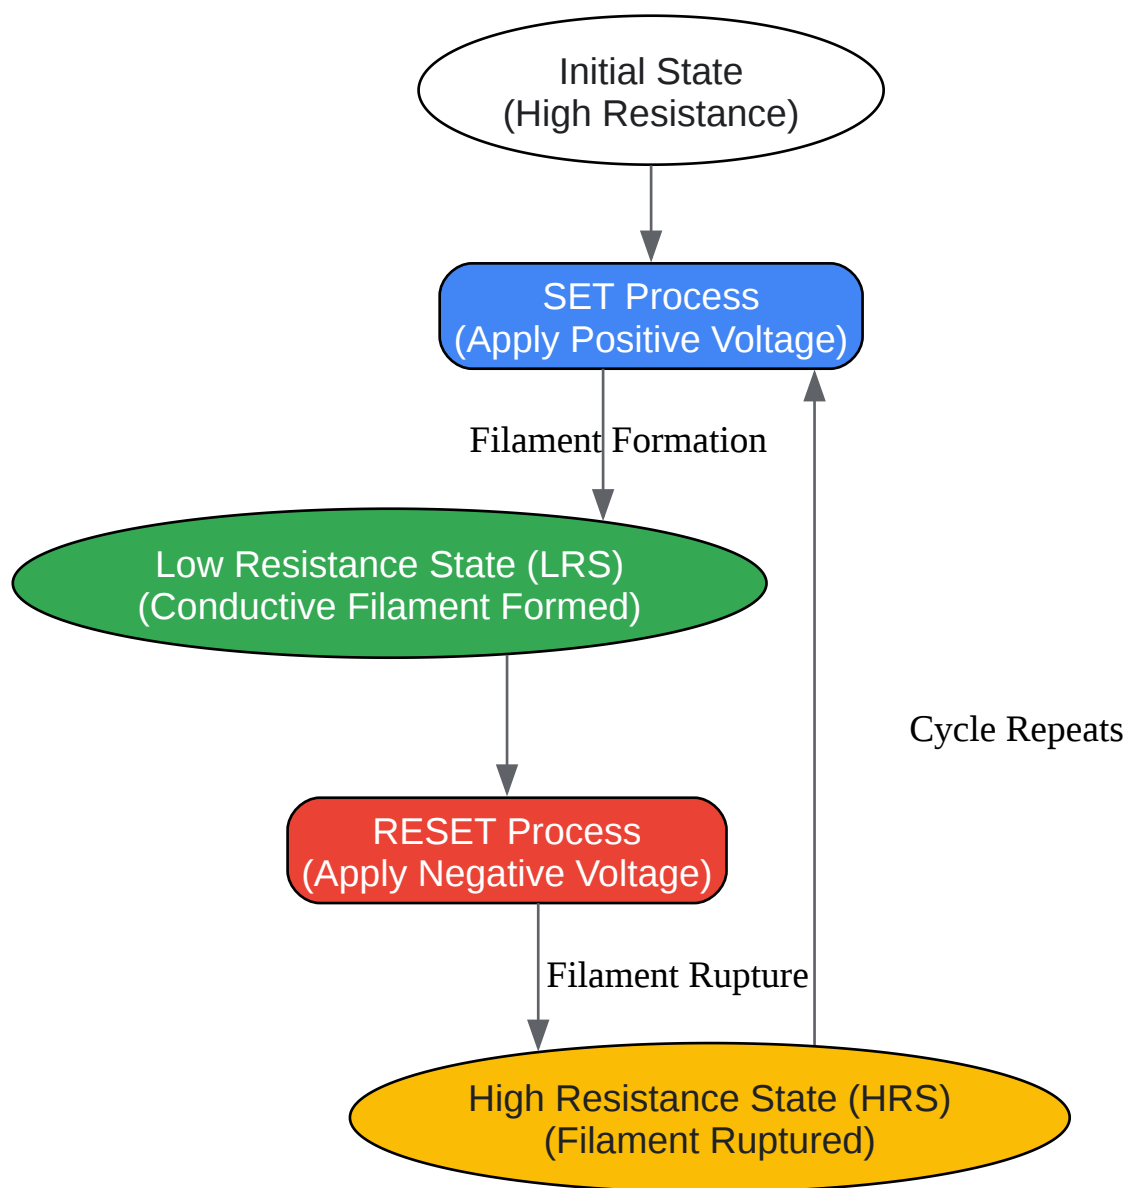 Initial State
(High Resistance)
SET Process
(Apply Positive Voltage)
Filament Formation
Low Resistance State (LRS)
(Conductive Filament Formed)
Cycle Repeats
RESET Process
(Apply Negative Voltage)
Filament Rupture
High Resistance State (HRS)
(Filament Ruptured)